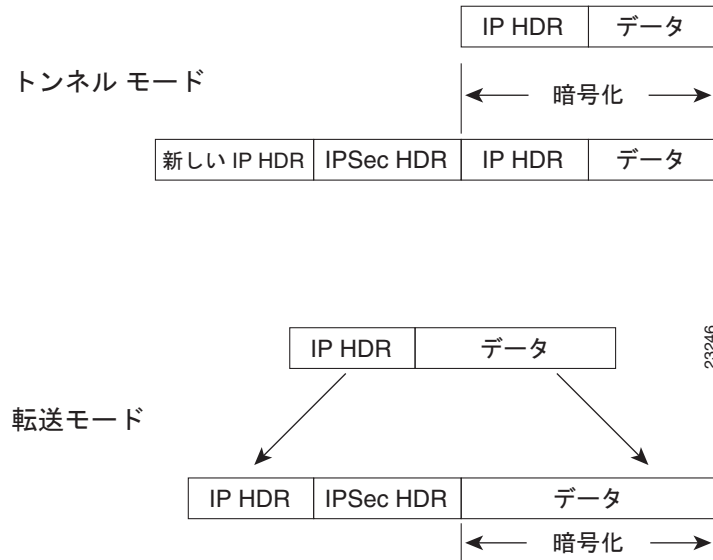 IP HDR データ
トンネル モード
暗号化
新しい IP HDR IPSec HDR IP HDR データ
IP HDR データ
23246
転送モード
IP HDR IPSec HDR データ
暗号化